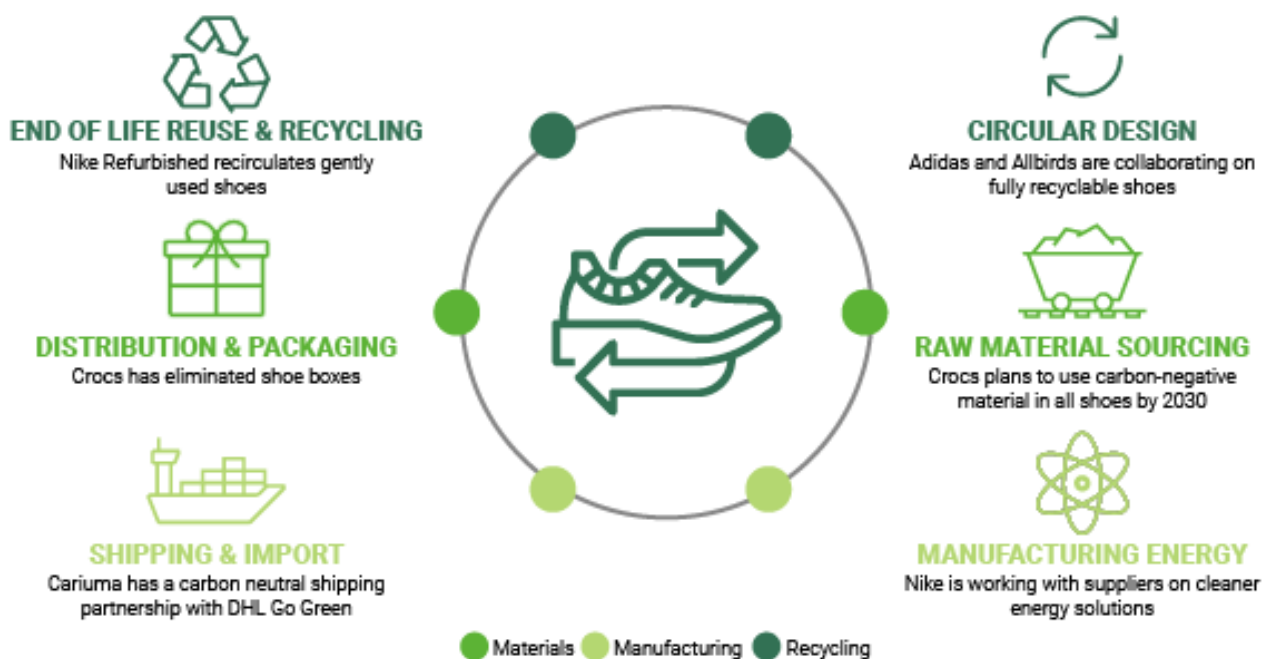 END OF LIFE REUSE & RECYCLING
Nike Refurbished recirculates gently
used shoes
DISTRIBUTION & PACKAGING
Crocs has eliminated shoe boxes
SHIPPING & IMPORT
Cariuma has a carbon neutral shipping
partnership with DHL Go Green
CIRCULAR DESIGN
Adidas and Allbirds are collaborating on
fully recyclable shoes
RAW MATERIAL SOURCING
Crocs plans to use carbon-negative
material in all shoes by 2030
MANUFACTURING ENERGY
Nike is working with suppliers on cleaner
energy solutions
Materials Manufacturing Recycling